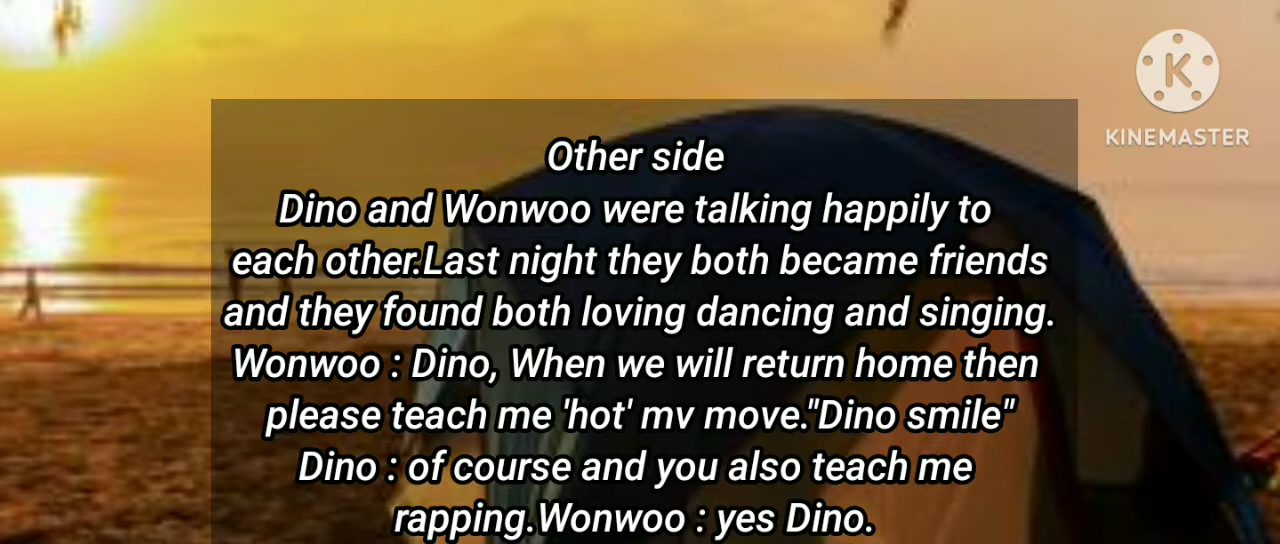 K
KINEMASTER
Other side
Dino and Wonwoo were talking happily to
each other.Last night they both became friends
and they found both loving dancing and singing.
Wonwoo : Dino, When we will return home then
please teach me 'hot' mv move."Dino smile"
Dino : of course and you also teach me
rapping.Wonwoo : yes Dino.